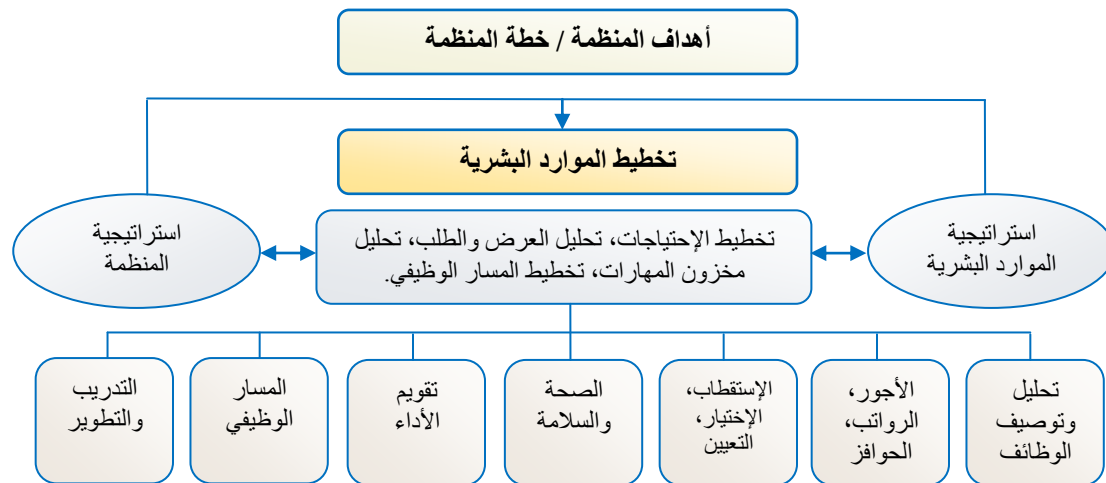 أهداف المنظمة / خطة المنظمة
تخطيط الموارد البشرية
استراتيجية
الموارد البشرية
تخطيط الإحتياجات، تحليل العرض والطلب، تحليل
مخزون المهارات، تخطيط المسار الوظيفي.
استراتيجية
المنظمة
تحليل
وتوصيف
الوظائف
الأجور،
الرواتب،
الحوافز
الإستقطاب،
الإختيار،
التعيين
الصحة
والسلامة
تقويم
الأداء
المسار
الوظيفي
التدريب
والتطوير